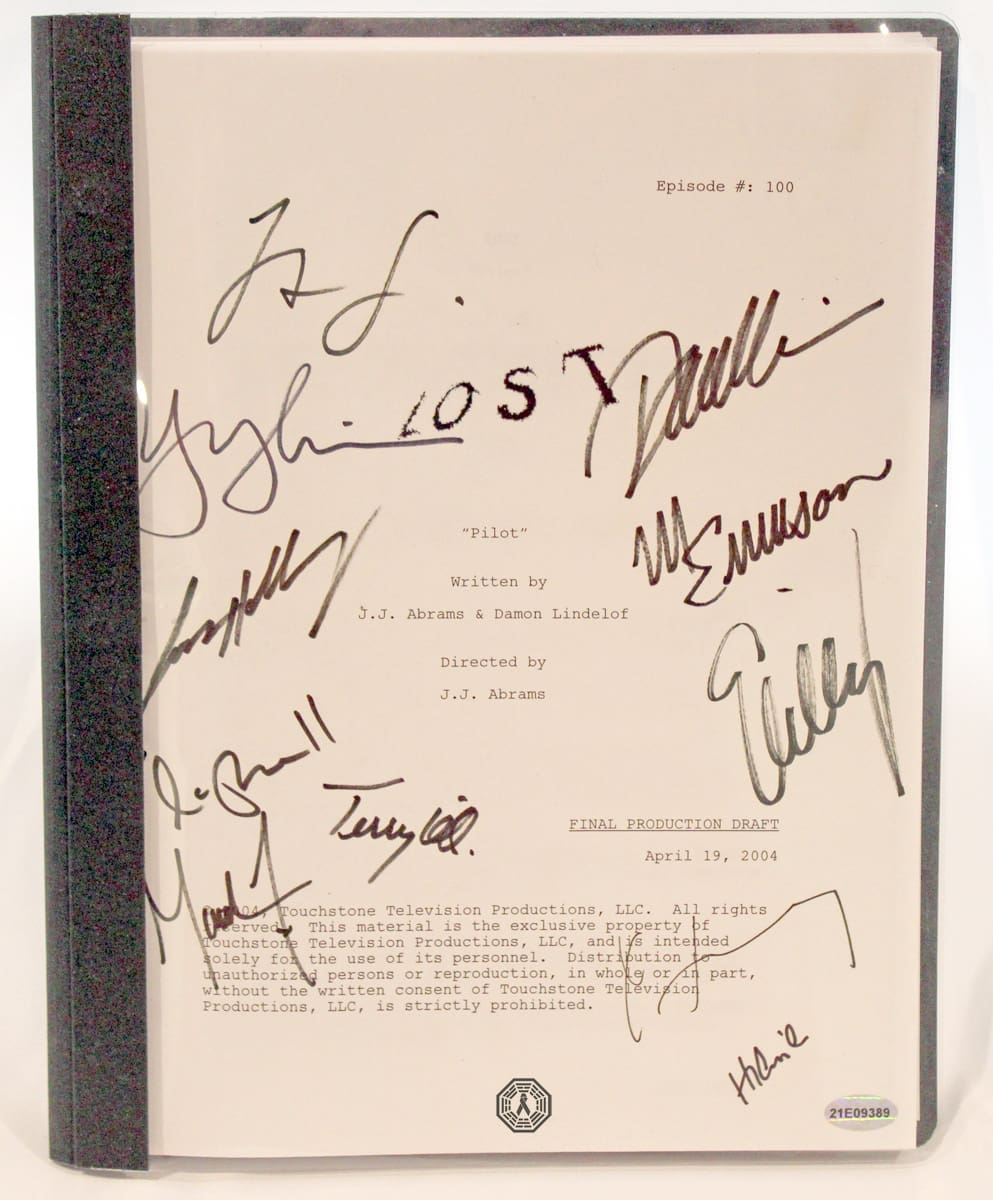 Episode #: 100
LOST
"Pilot"
Written by
J.J. Abrams & Damon Lindelof
Directed by
J.J. Abrams
M Emerson
Terry
FINAL PRODUCTION DRAFT
April 19, 2004
04, Touchstone Television Productions, LLC. All rights
reserved. This material is the exclusive property of
Touchstone Television Productions, LLC, and is intended
solely for the use of its personnel. Distribution to
unauthorized persons or reproduction, in whole or in part,
without the written consent of Touchstone Television
Productions, LLC, is strictly prohibited.
21E09389